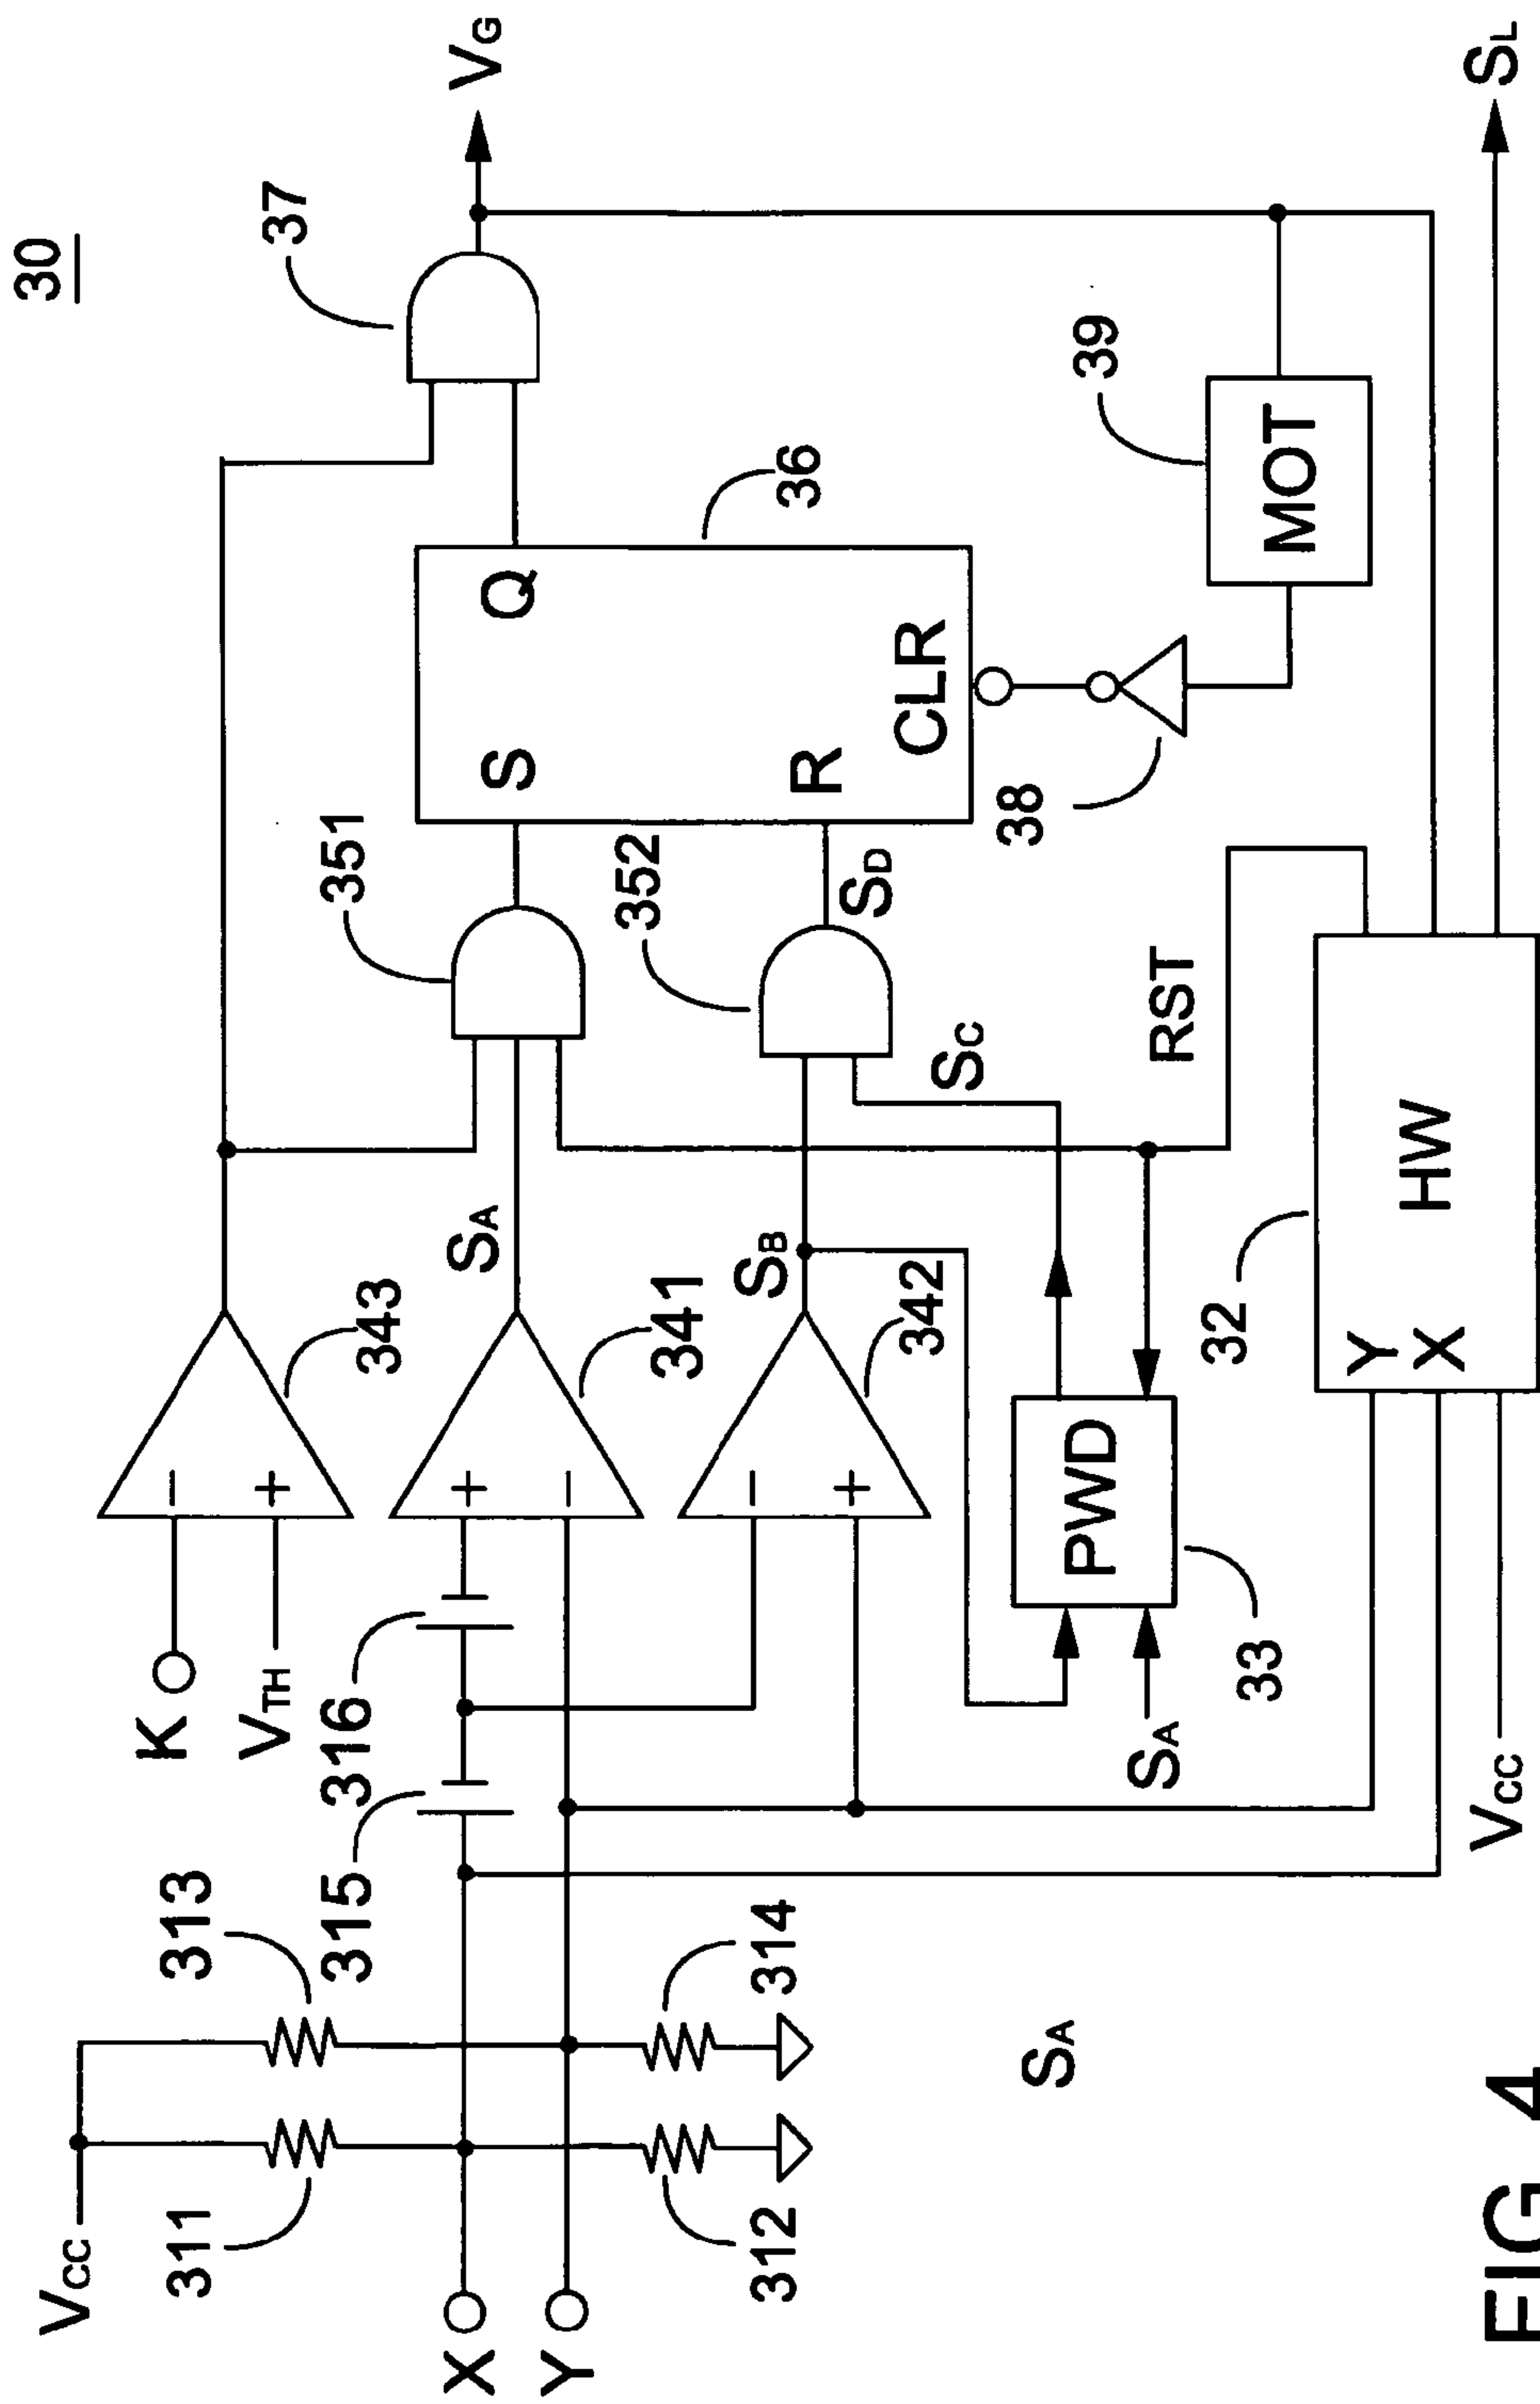 30
VCC
311
313
312
314
X
Y
315
316
K
VTH
−
+
343
+
−
341
−
+
342
SA
SB
351
352
SC
SD
S
Q
R
CLR
36
37
VG
SA
SA
33
PWD
RST
38
MOT
39
VCC
32
Y
X
HW
SL
FIG. 4